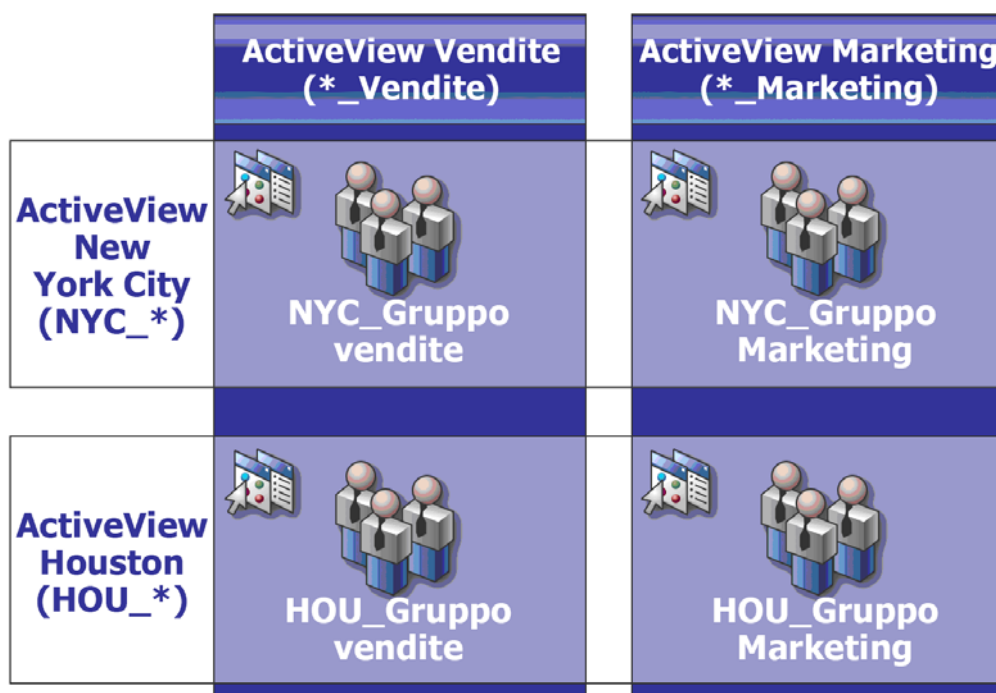 ActiveView Vendite
(*_Vendite)
ActiveView Marketing
(*_Marketing)
ActiveView
New
York City
(NYC_*)
NYC_Gruppo
vendite
NYC_Gruppo
Marketing
ActiveView
Houston
(HOU_*)
HOU_Gruppo
vendite
HOU_Gruppo
Marketing